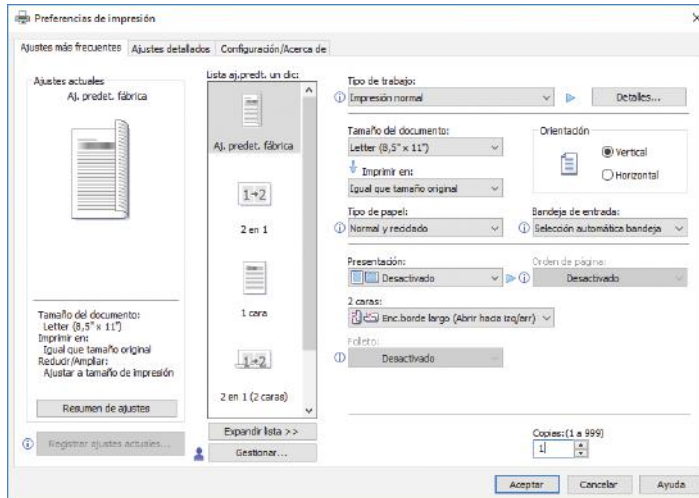 Preferencias de impresión
Ajustes más frecuentes
Ajustes detallados
Configuración/Acerca de
Ajustes actuales
Aj. predet. fábrica
Tamaño del documento:
Letter (8,5" x 11")
Imprimir en:
Igual que tamaño original
Reducir/Ampliar:
Ajustar a tamaño de impresión
Resumen de ajustes
Registrar ajustes actuales...
Lista aj.predt. un clic:
Aj. predet. fábrica
1→2
2 en 1
1 cara
1→2
2 en 1 (2 caras)
Expandir lista >>
Gestionar...
Tipo de trabajo:
Impresión normal
Detalles...
Tamaño del documento:
Letter (8,5" x 11")
Imprimir en:
Igual que tamaño original
Orientación
Vertical
Horizontal
Tipo de papel:
Normal y reciclado
Bandeja de entrada:
Selección automática bandeja
Presentación:
Desactivado
Orden de página:
Desactivado
2 caras:
Enc.borde largo (Abrir hacia izq/arr)
Folleto:
Desactivado
Copias:(1 a 999)
1
Aceptar
Cancelar
Ayuda